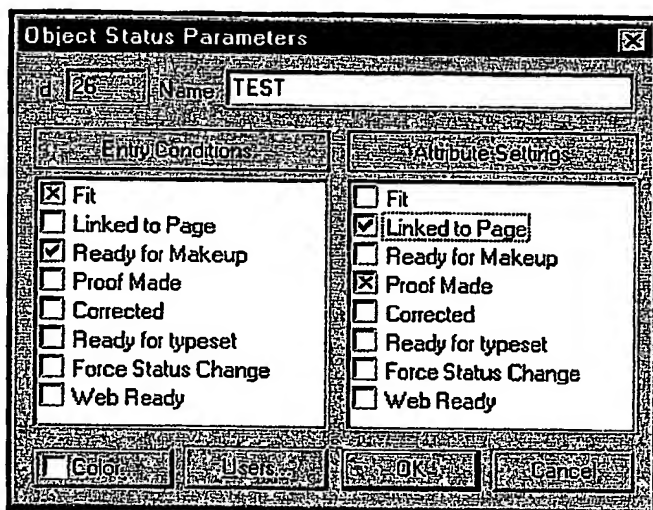 Object Status Parameters
id 26 Name TEST
Entry Conditions
Fit
Linked to Page
Ready for Makeup
Proof Made
Corrected
Ready for typeset
Force Status Change
Web Ready
Attribute Settings
Fit
Linked to Page
Ready for Makeup
Proof Made
Corrected
Ready for typeset
Force Status Change
Web Ready
Color Users OK Cancel